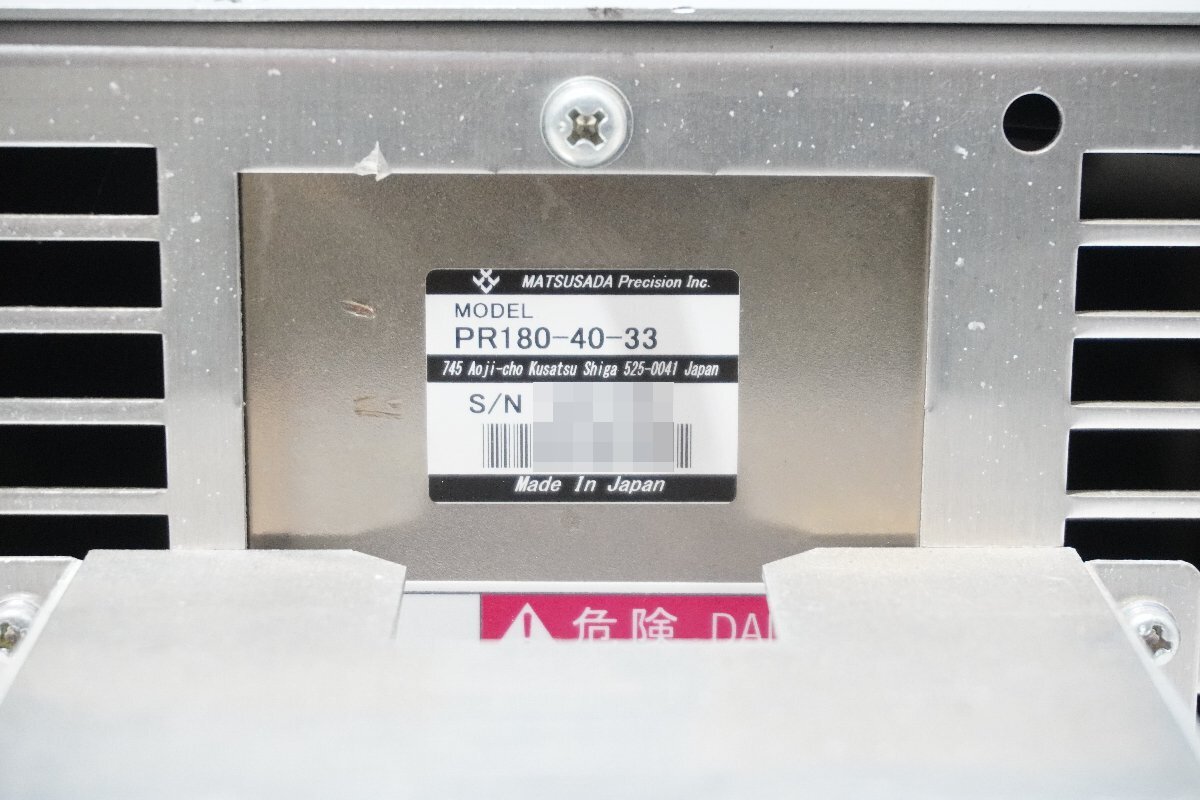 MATSUSADA Precision Inc.
MODEL
PR180-40-33
745 Aoji-cho Kusatsu Shiga 525-0041 Japan
S/N
Made In Japan
危険